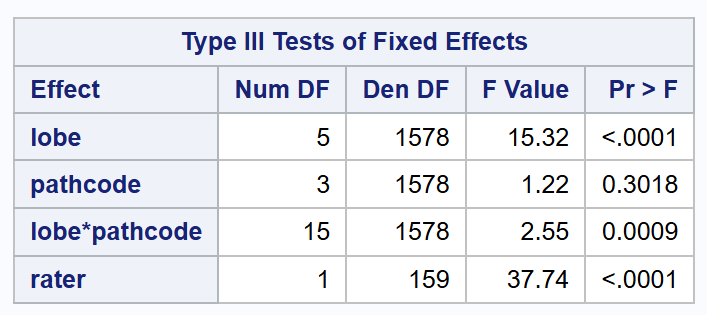 Type III Tests of Fixed Effects
Effect Num DF Den DF F Value Pr > F
lobe 5 1578 15.32 <.0001
pathcode 3 1578 1.22 0.3018
lobe*pathcode 15 1578 2.55 0.0009
rater 1 159 37.74 <.0001